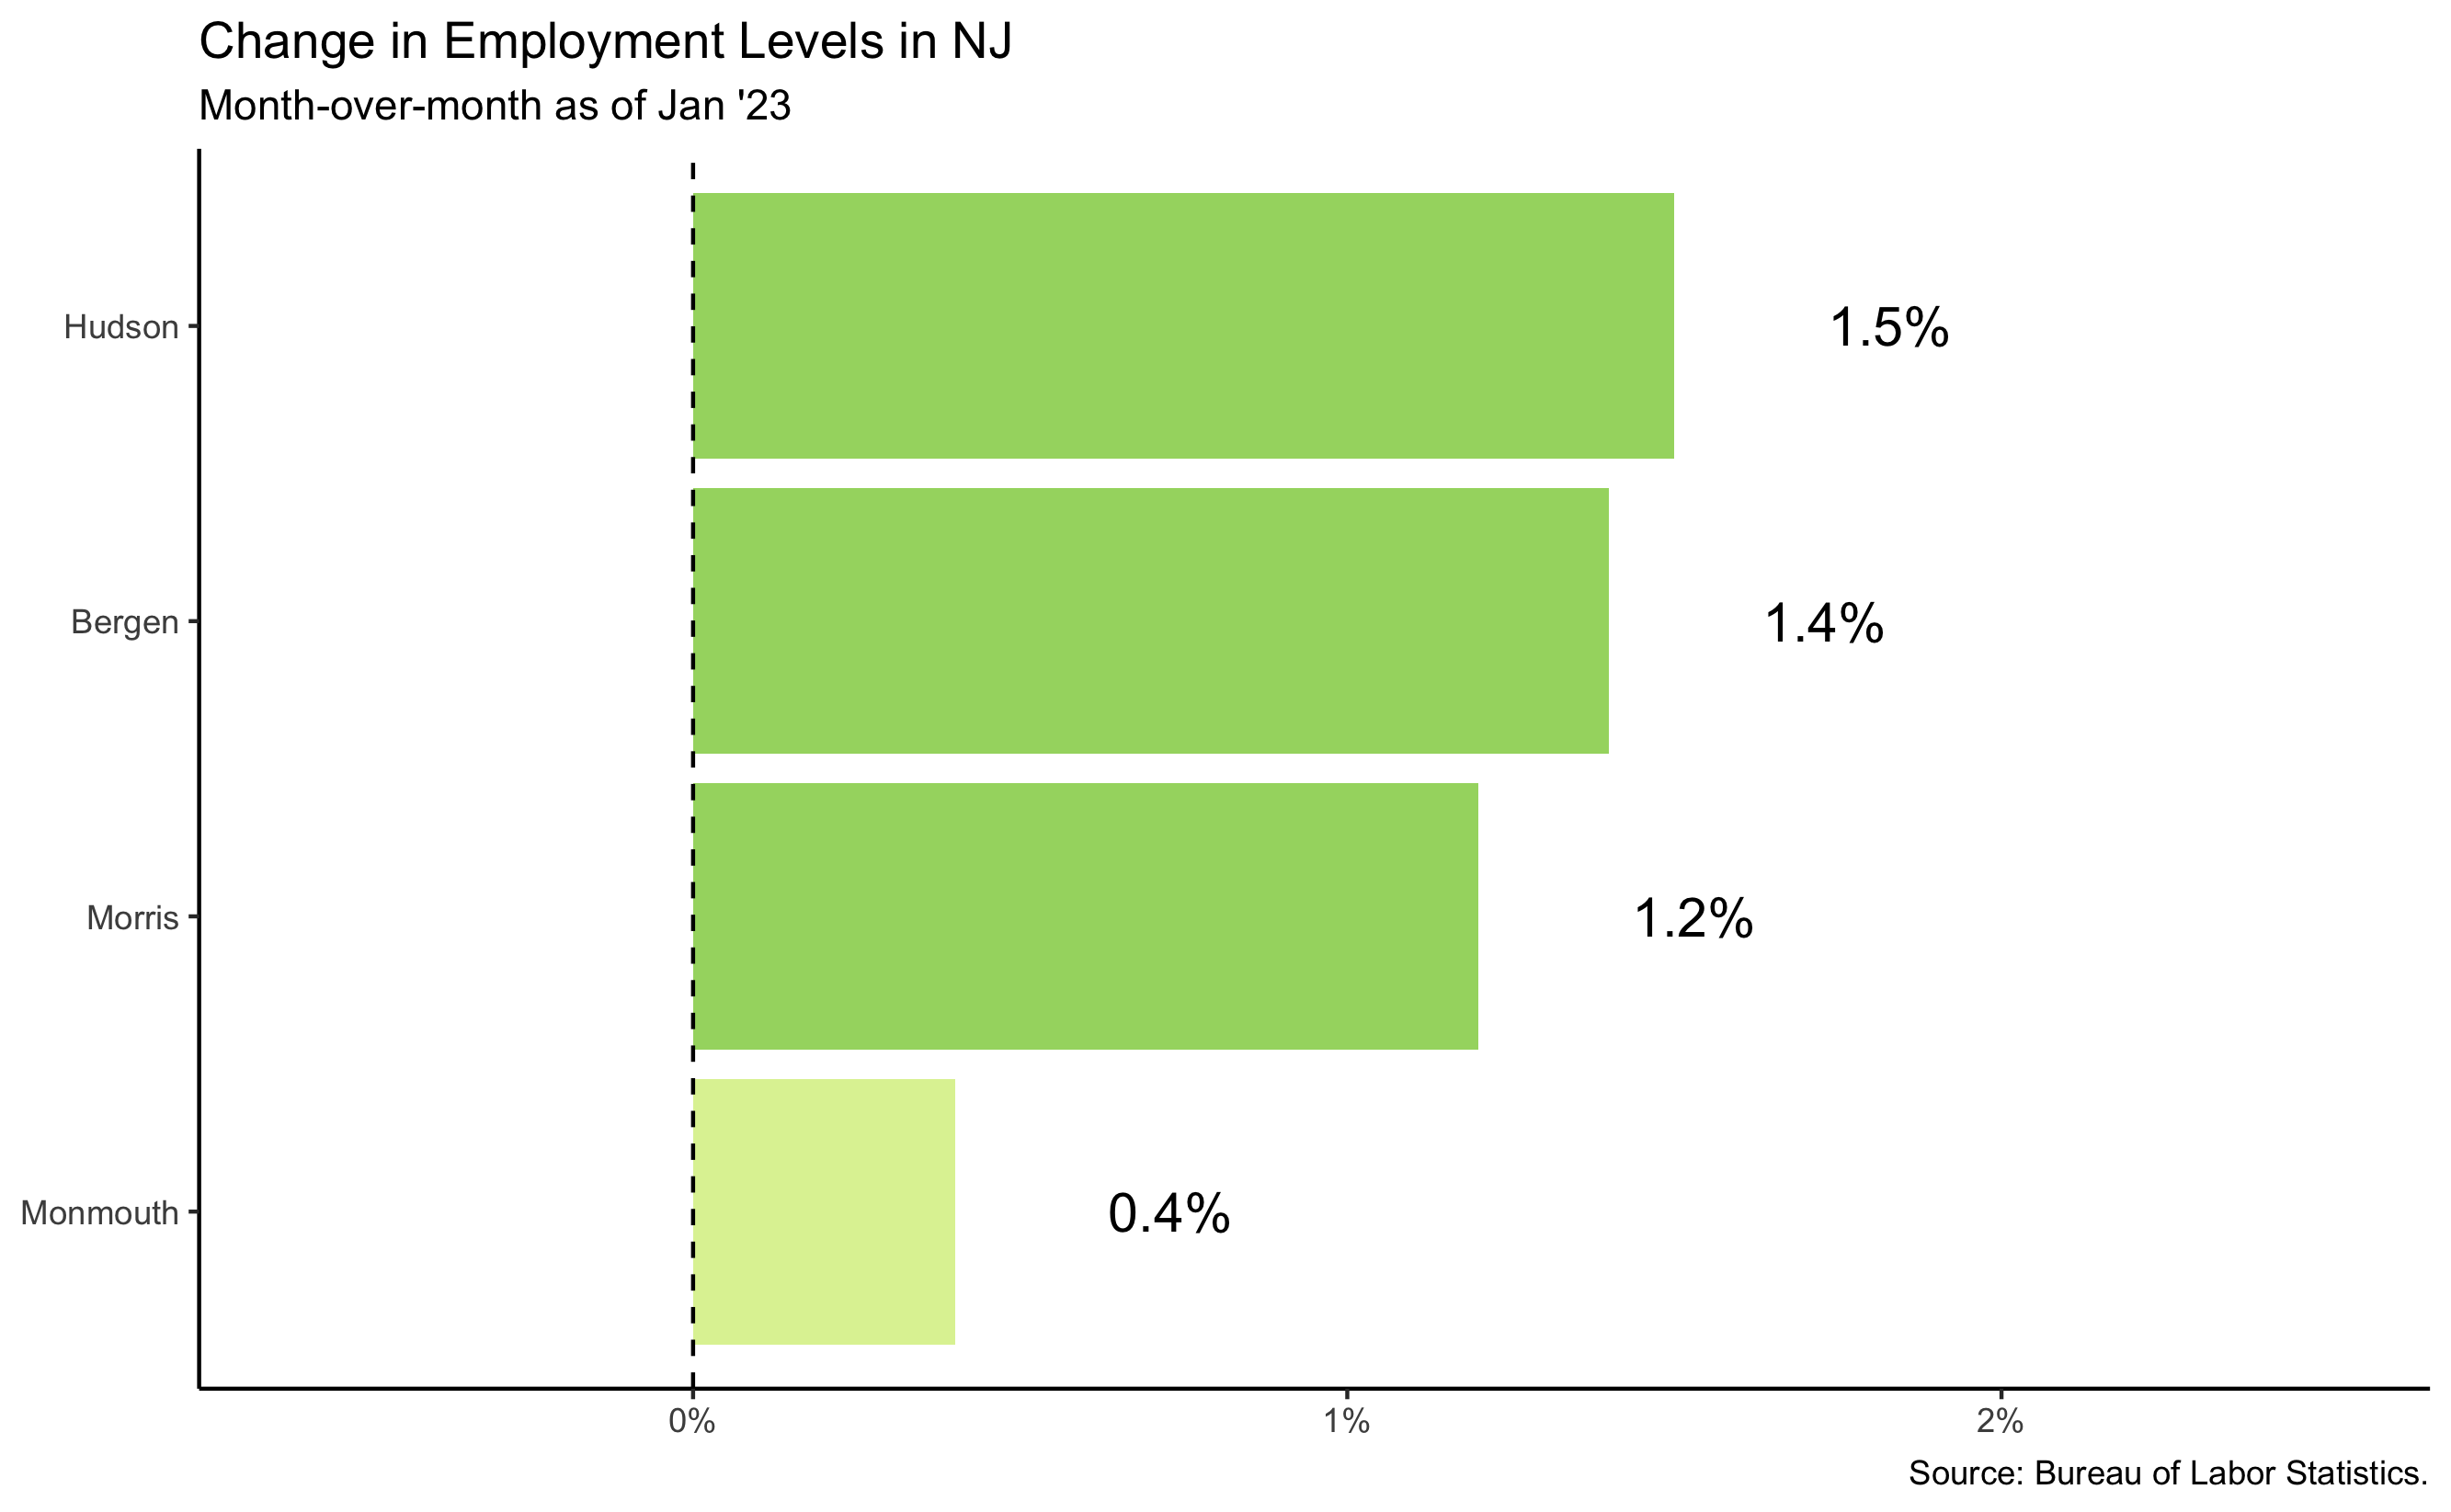 Change in Employment Levels in NJ
Month-over-month as of Jan '23
Hudson
1.5%
Bergen
1.4%
Morris
1.2%
Monmouth
0.4%
0%
1%
2%
Source: Bureau of Labor Statistics.